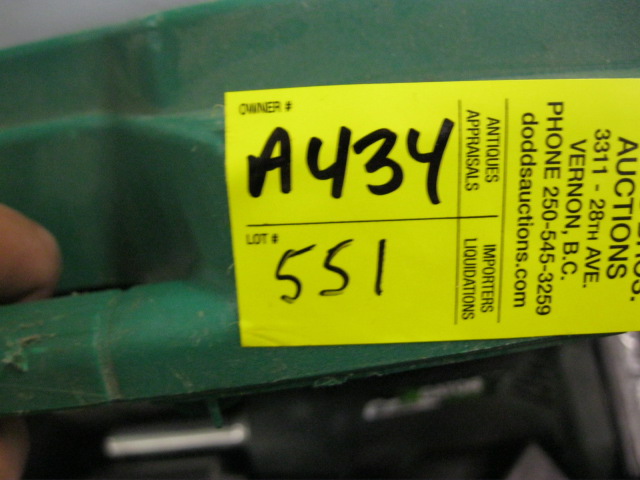 OWNER #
A434
LOT #
551
ANTIQUES
APPRAISALS
IMPORTERS
LIQUIDATIONS
AUCTIONS
3311 - 28TH AVE.
VERNON, B.C.
PHONE 250-545-3259
doddsauctions.com